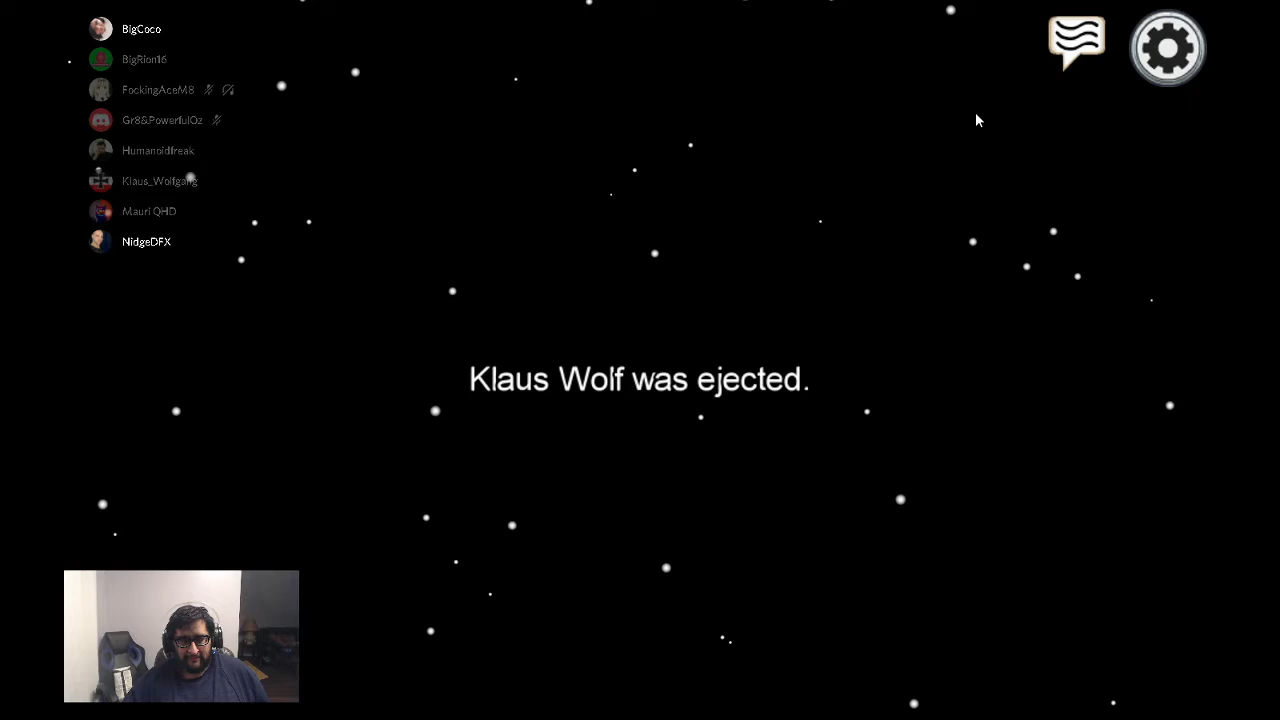 BigCoco
BigRion16
FockingAceM8
Gr8&PowerfulOz
Humanoidfreak
Klaus_Wolfgang
Mauri QHD
NidgeDFX
Klaus Wolf was ejected.